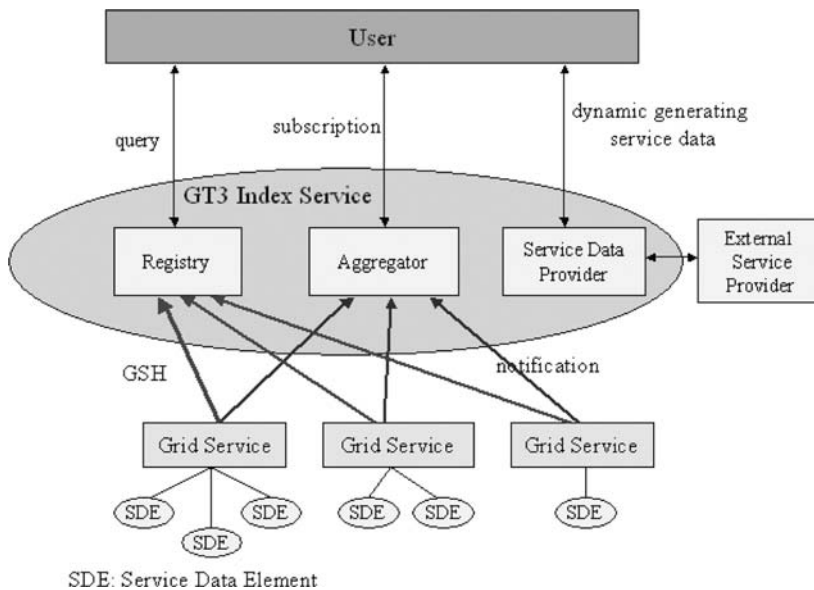 User
query
subscription
dynamic generating
service data
GT3 Index Service
Registry
Aggregator
Service Data
Provider
External
Service
Provider
GSH
notification
Grid Service
Grid Service
Grid Service
SDE
SDE
SDE
SDE
SDE
SDE
SDE: Service Data Element